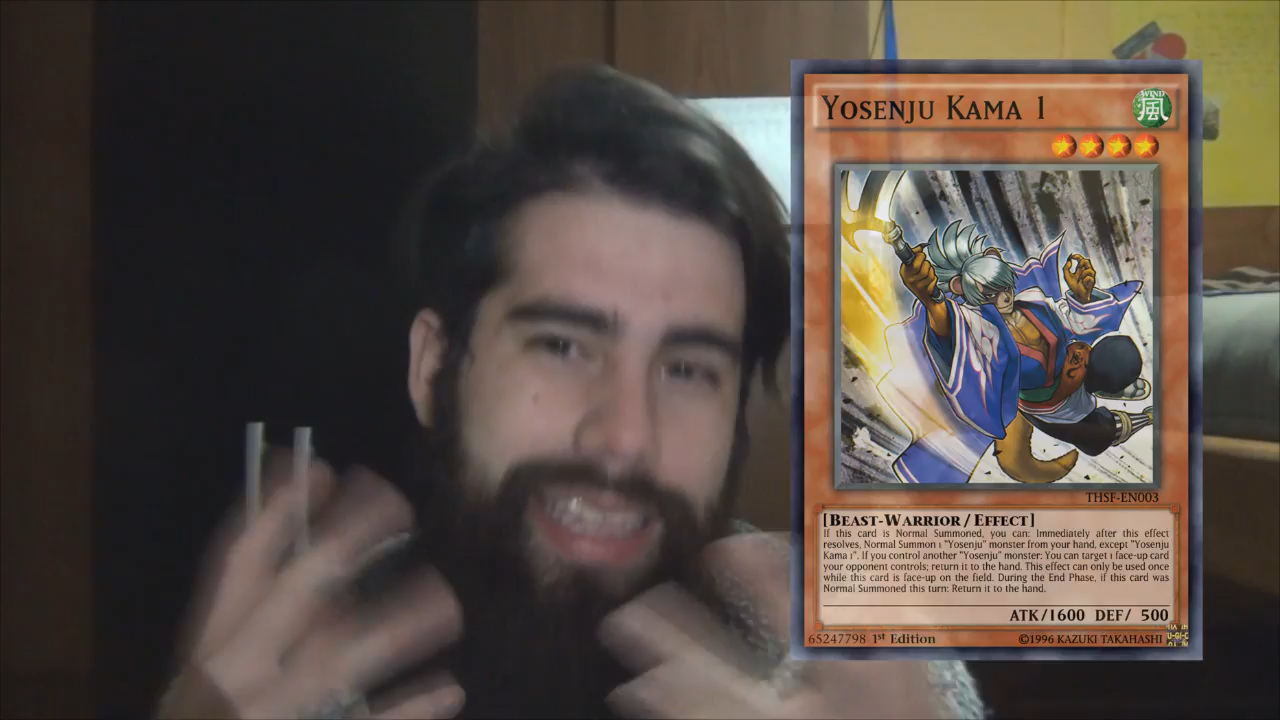 YOSENJU KAMA 1
WIND
風
THSF-EN003
[BEAST-WARRIOR/EFFECT]
If this card is Normal Summoned, you can: Immediately after this effect
resolves, Normal Summon 1 "Yosenju" monster from your hand, except "Yosenju
Kama 1". If you control another "Yosenju" monster: You can target 1 face-up card
your opponent controls; return it to the hand. This effect can only be used once
while this card is face-up on the field. During the End Phase, if this card was
Normal Summoned this turn: Return it to the hand.
ATK/1600 DEF/ 500
65247798 1st Edition ©1996 KAZUKI TAKAHASHI